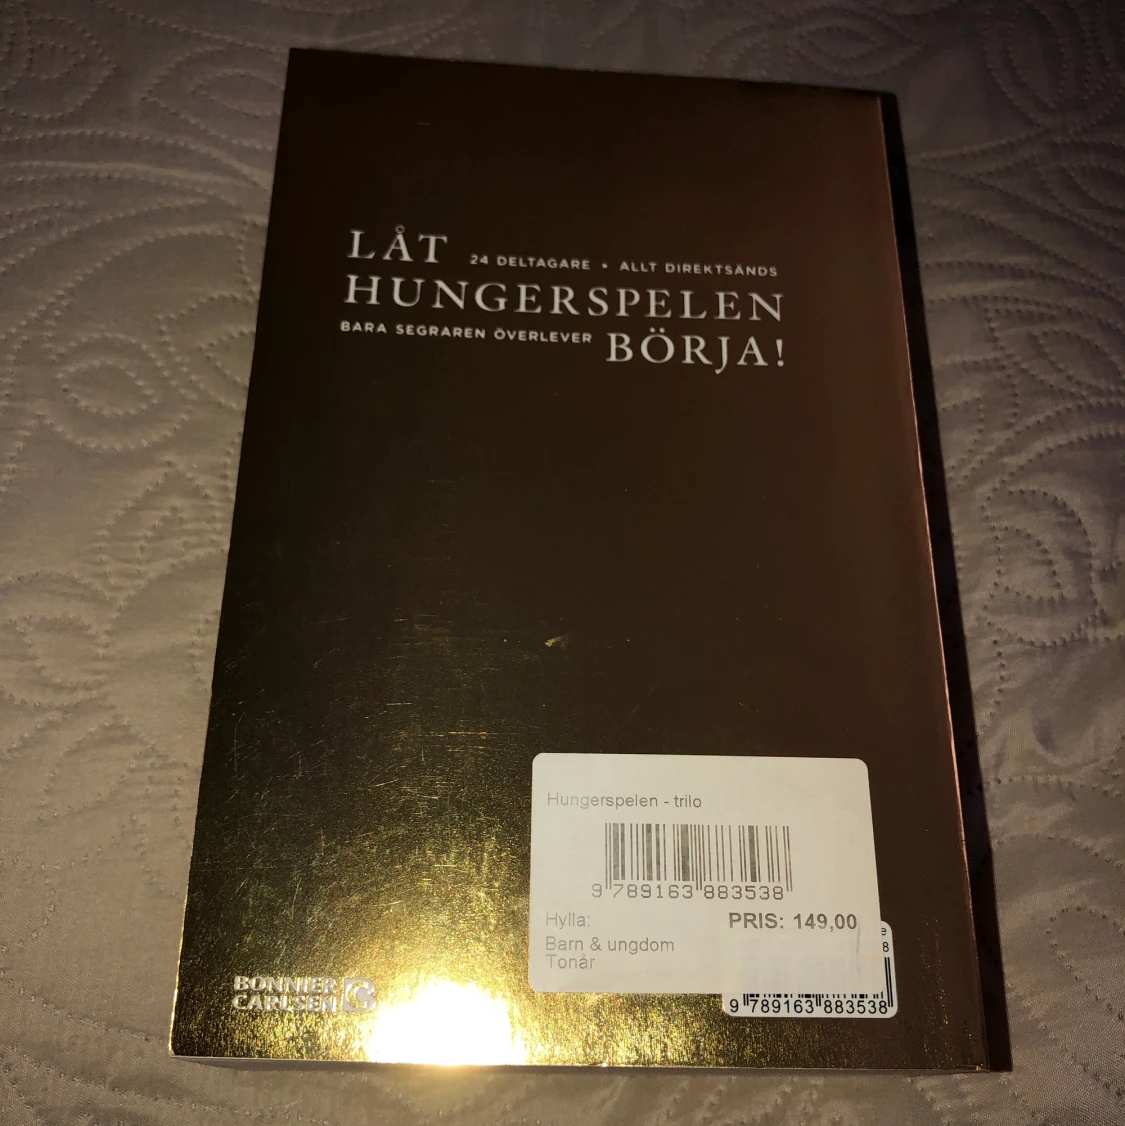 LÅT 24 DELTAGARE • ALLT DIREKTSÄNDS
HUNGERSPELEN
BARA SEGRAREN ÖVERLEVER BÖRJA!
Hungerspelen - trilo
9 789163 883538
Hylla:
PRIS: 149,00
Barn & ungdom
Tonår
e
8
9 789163 883538
BONNIER
CARLSEN